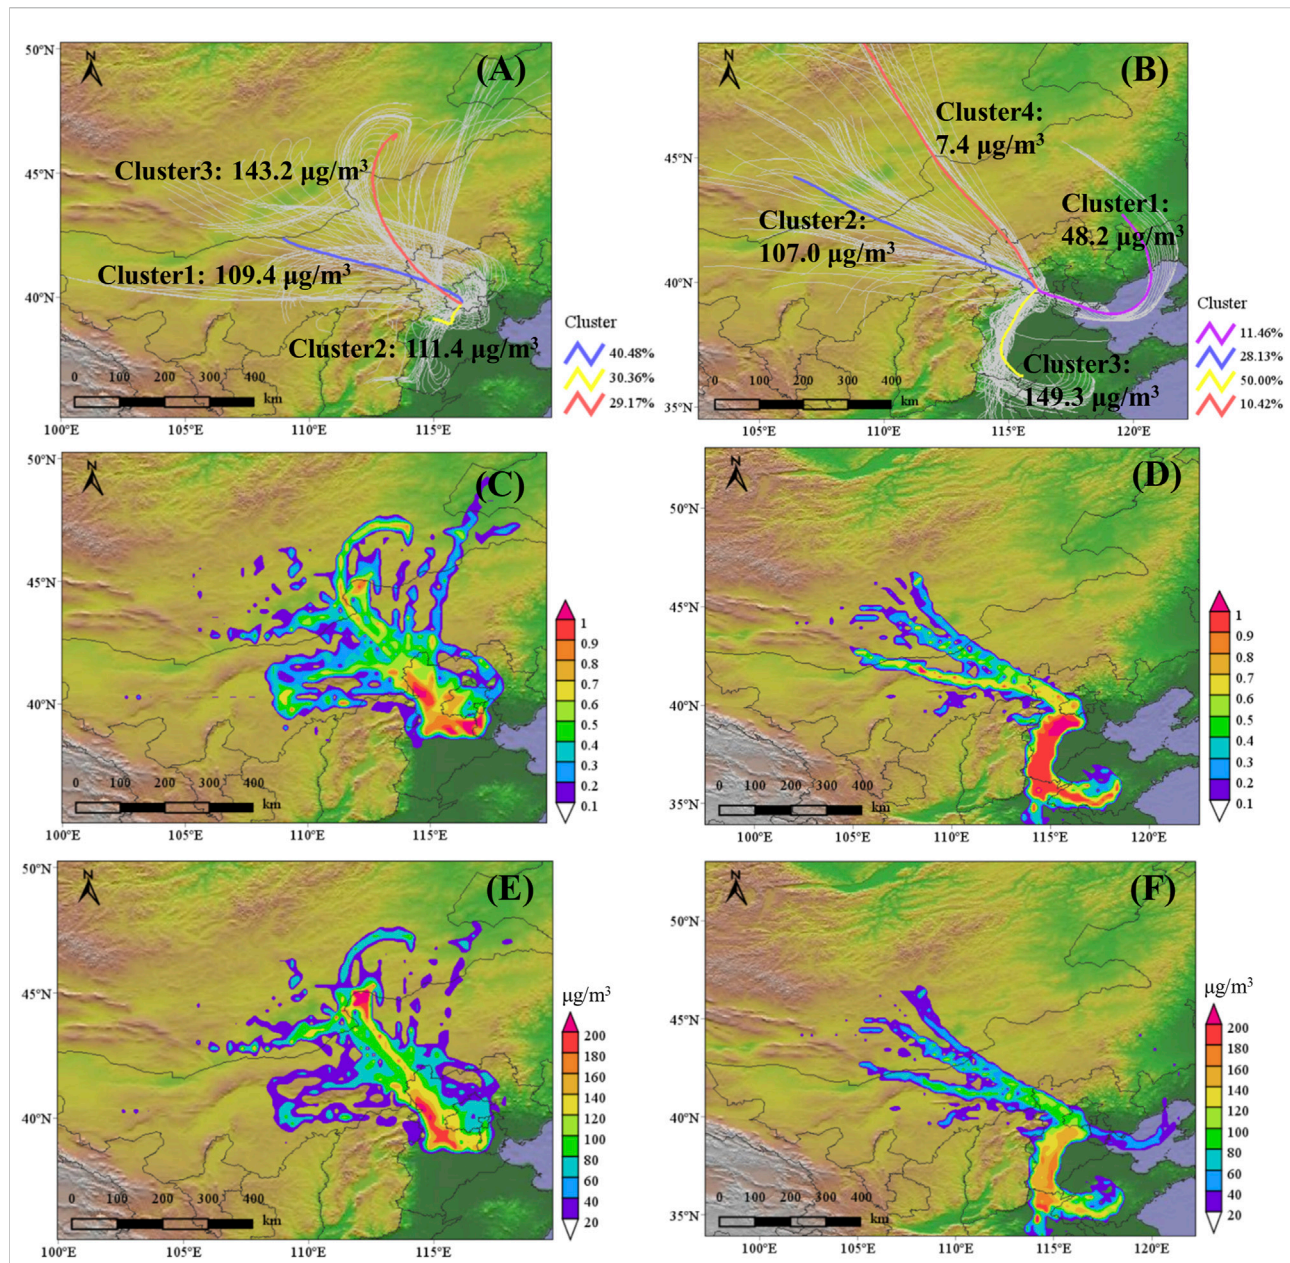 50°N
N
(A)
Cluster3: 143.2 μg/m³
45°N
Cluster1: 109.4 μg/m³
40°N
Cluster2: 111.4 μg/m³
0 100 200 300 400
km
100°E 105°E 110°E 115°E
Cluster
40.48%
30.36%
29.17%
N
(B)
Cluster4:
7.4 μg/m³
45°N
Cluster1:
48.2 μg/m³
Cluster2:
107.0 μg/m³
40°N
Cluster3:
149.3 μg/m³
0 100 200 300 400
km
35°N
105°E 110°E 115°E 120°E
Cluster
11.46%
28.13%
50.00%
10.42%
50°N
N
(C)
45°N
40°N
0 100 200 300 400
km
100°E 105°E 110°E 115°E
1
0.9
0.8
0.7
0.6
0.5
0.4
0.3
0.2
0.1
N
(D)
50°N
45°N
40°N
35°N
0 100 200 300 400
km
100°E 105°E 110°E 115°E 120°E
1
0.9
0.8
0.7
0.6
0.5
0.4
0.3
0.2
0.1
50°N
N
(E)
45°N
40°N
0 100 200 300 400
km
100°E 105°E 110°E 115°E
μg/m³
200
180
160
140
120
100
80
60
40
20
N
(F)
50°N
45°N
40°N
35°N
0 100 200 300 400
km
100°E 105°E 110°E 115°E 120°E
μg/m³
200
180
160
140
120
100
80
60
40
20